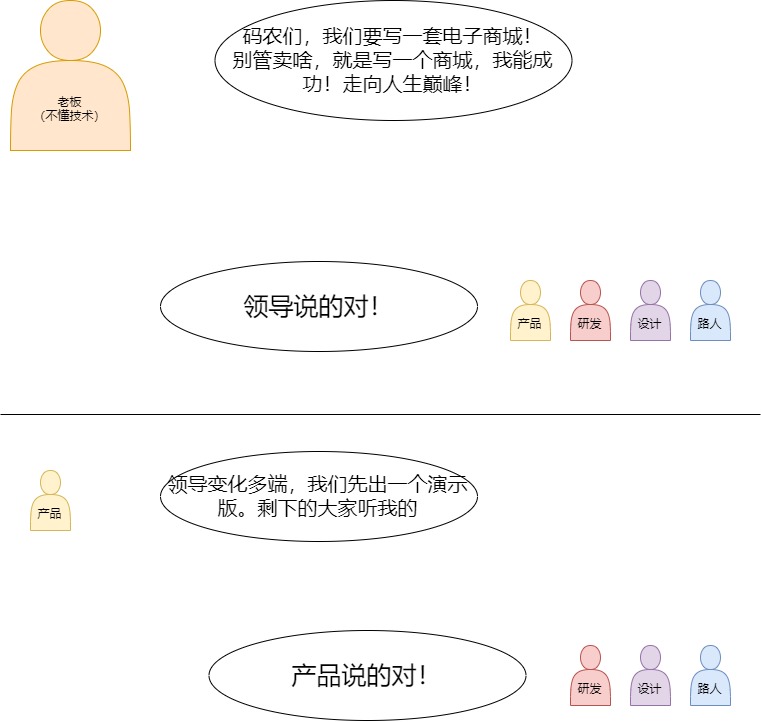 码农们，我们要写一套电子商城！
别管卖啥，就是写一个商城，我能成
功！走向人生巅峰！
老板
（不懂技术）
领导说的对！
产品
研发
设计
路人
领导变化多端，我们先出一个演示
版。剩下的大家听我的
产品
产品说的对！
研发
设计
路人